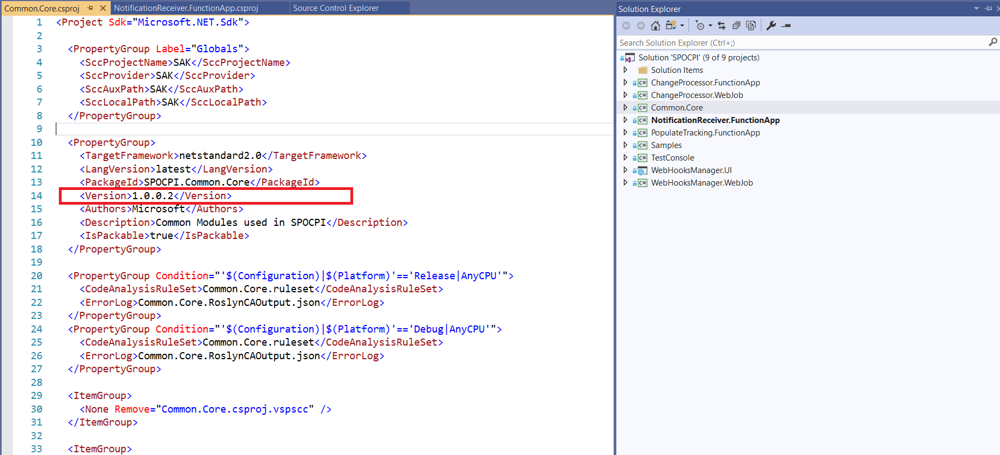 Common.Core.csproj
NotificationReceiver.FunctionApp.csproj
Source Control Explorer
1 <Project Sdk="Microsoft.NET.Sdk">
2
3 <PropertyGroup Label="Globals">
4 <SccProjectName>SAK</SccProjectName>
5 <SccProvider>SAK</SccProvider>
6 <SccAuxPath>SAK</SccAuxPath>
7 <SccLocalPath>SAK</SccLocalPath>
8 </PropertyGroup>
9
10 <PropertyGroup>
11 <TargetFramework>netstandard2.0</TargetFramework>
12 <LangVersion>latest</LangVersion>
13 <PackageId>SPOCPI.Common.Core</PackageId>
14 <Version>1.0.0.2</Version>
15 <Authors>Microsoft</Authors>
16 <Description>Common Modules used in SPOCPI</Description>
17 <IsPackable>true</IsPackable>
18 </PropertyGroup>
19
20 <PropertyGroup Condition="'$(Configuration)|$(Platform)'=='Release|AnyCPU'">
21 <CodeAnalysisRuleSet>Common.Core.ruleset</CodeAnalysisRuleSet>
22 <ErrorLog>Common.Core.RoslynCAOutput.json</ErrorLog>
23 </PropertyGroup>
24 <PropertyGroup Condition="'$(Configuration)|$(Platform)'=='Debug|AnyCPU'">
25 <CodeAnalysisRuleSet>Common.Core.ruleset</CodeAnalysisRuleSet>
26 <ErrorLog>Common.Core.RoslynCAOutput.json</ErrorLog>
27 </PropertyGroup>
28
29 <ItemGroup>
30 <None Remove="Common.Core.csproj.vspscc" />
31 </ItemGroup>
32
33 <ItemGroup>
Solution Explorer
Search Solution Explorer (Ctrl+;)
Solution 'SPOCPI' (9 of 9 projects)
Solution Items
C# ChangeProcessor.FunctionApp
C# ChangeProcessor.WebJob
C# Common.Core
C# NotificationReceiver.FunctionApp
C# PopulateTracking.FunctionApp
C# Samples
C# TestConsole
WebHooksManager.UI
C# WebHooksManager.WebJob